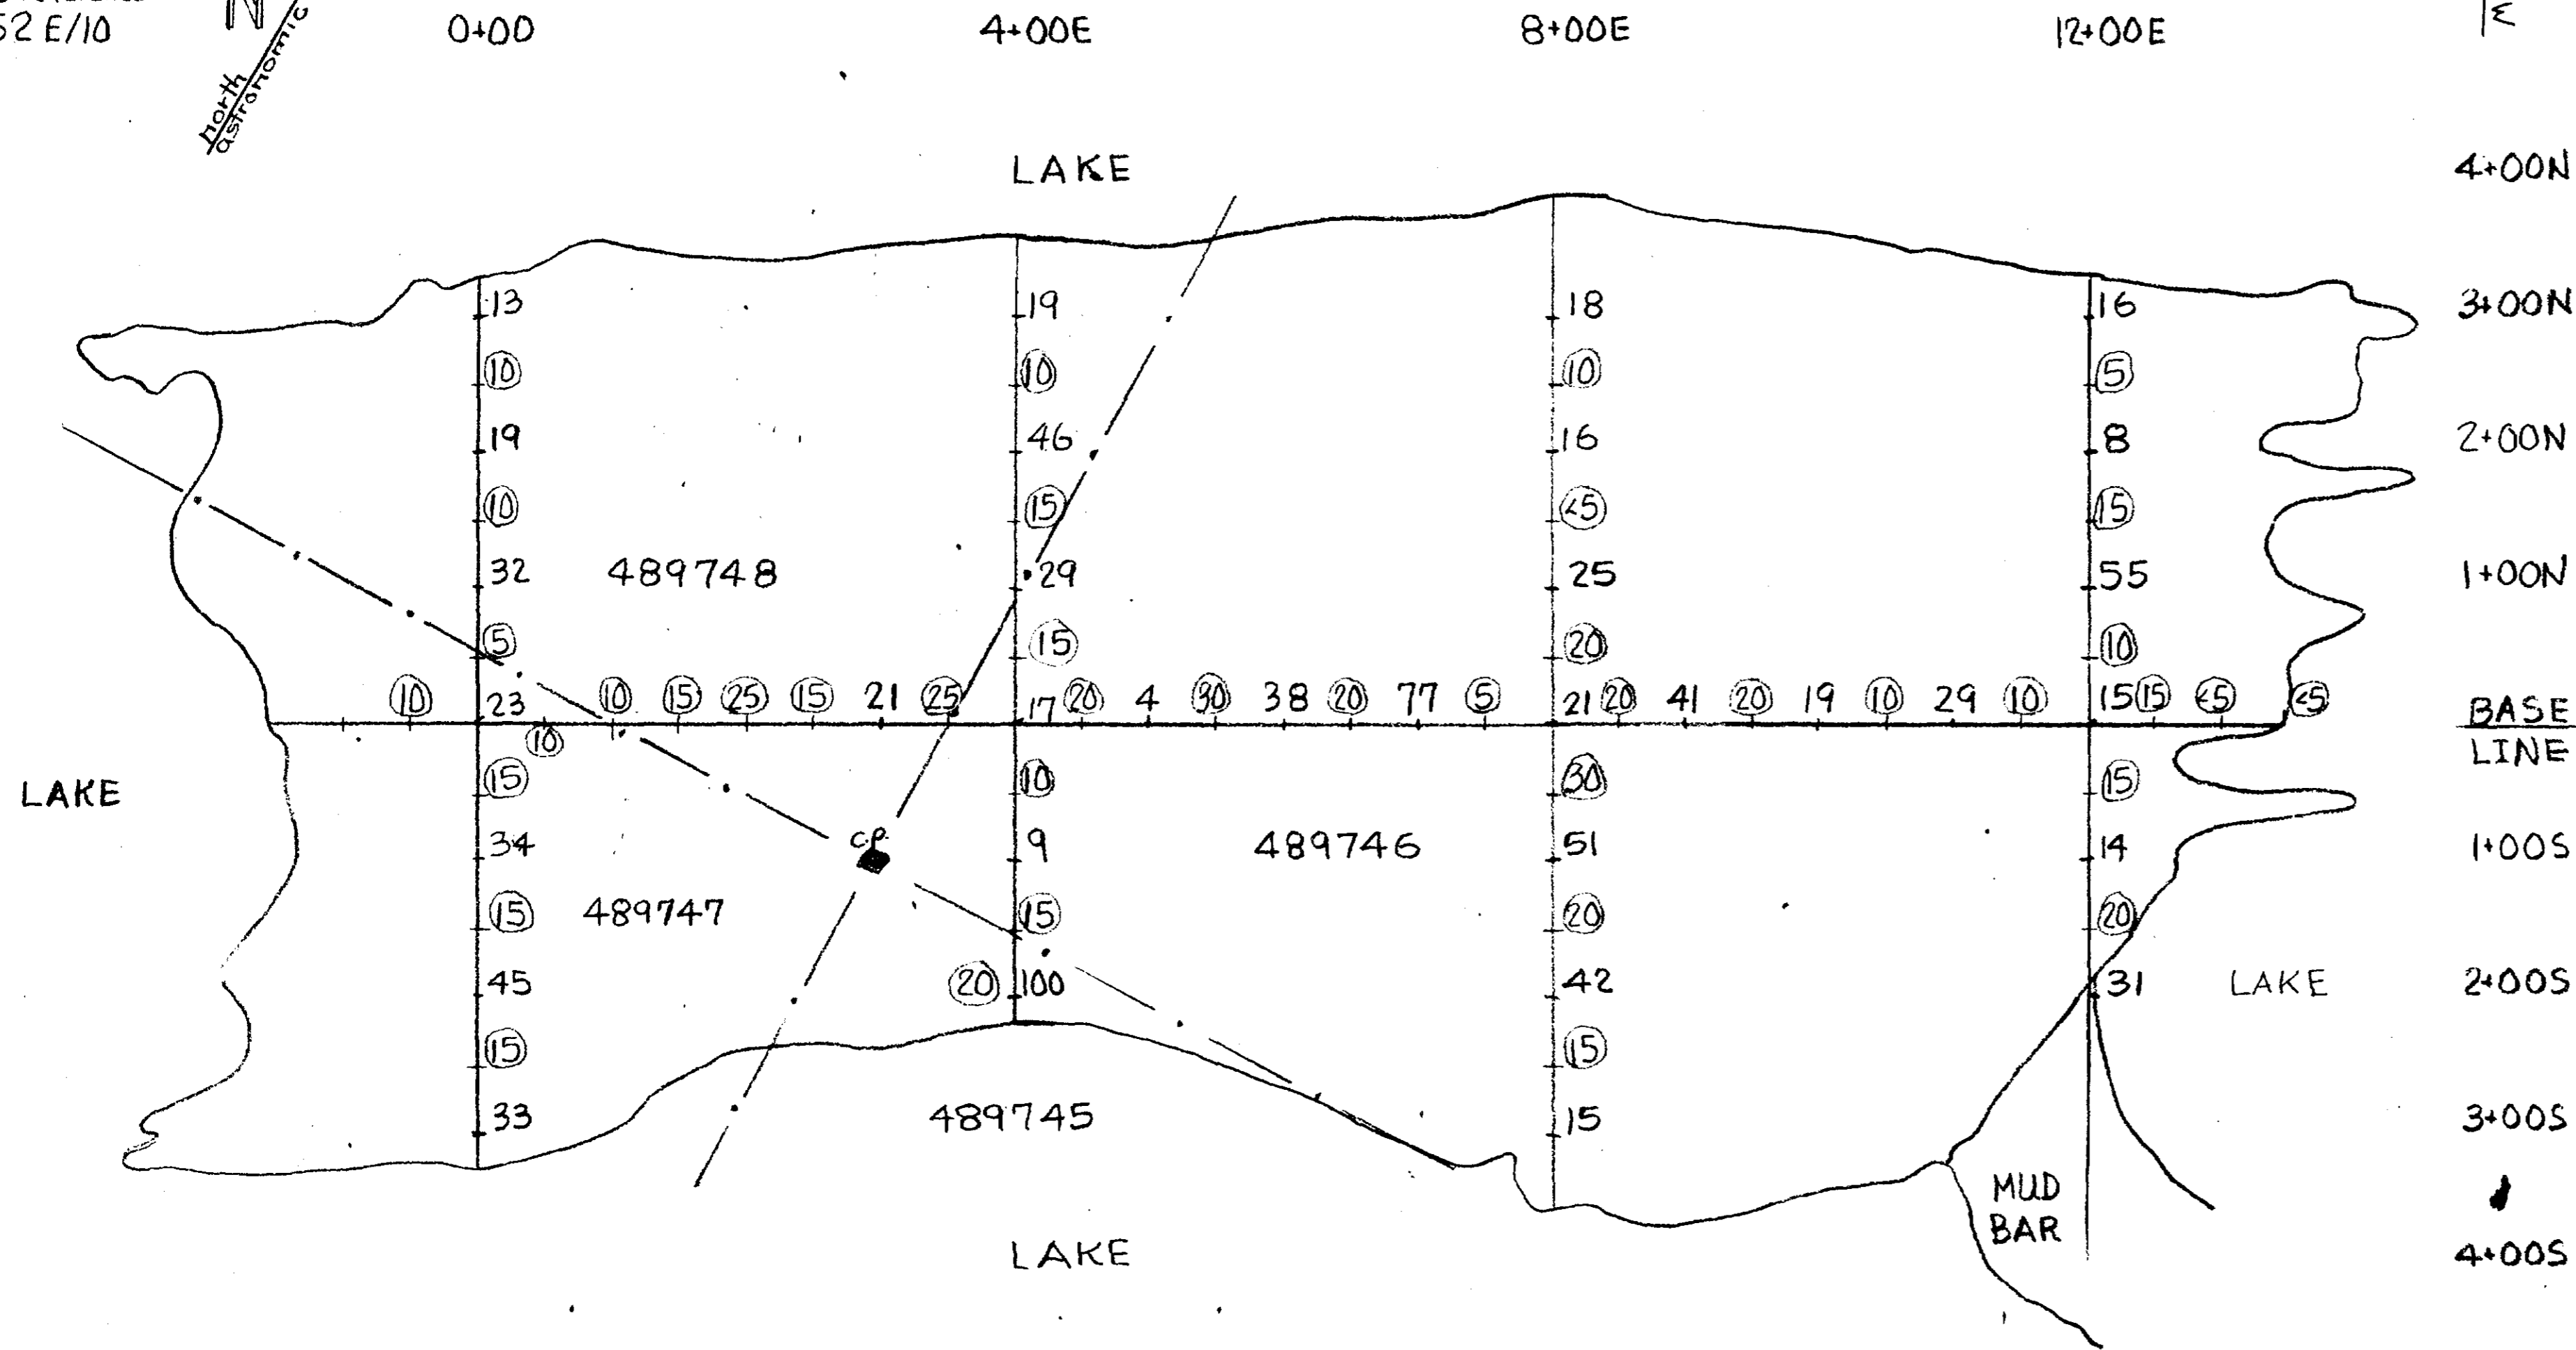 52 E/10
N
north
astronomic
0+00 4+00E 8+00E 12+00E
LAKE
4+00N
13 19 18 16 3+00N
10 10 10 5
19 46 16 8 2+00N
10 15 <5 15
32 489748 29 25 55 1+00N
5 15 20 10
10 23 10 15 25 15 21 25 17 20 4 30 38 20 77 5 21 20 41 20 19 10 29 10 15 15 <5 <5 BASE
10
LINE
LAKE 15 10 30 15
34 c.p. 9 489746 51 14 1+00S
15 489747 15 20 20
45 20 100 42 31 LAKE 2+00S
15 15
33 489745 15 3+00S
MUD
BAR
LAKE 4+00S